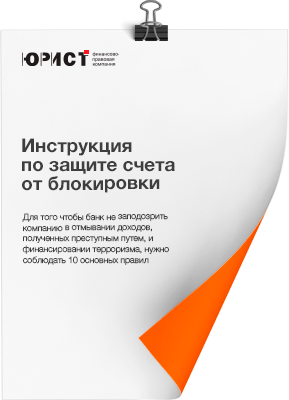 ЮРИСТ
финансово
правовая
компания
Инструкция
по защите счета
от блокировки
Для того чтобы банк не заподозрить
компанию в отмывании доходов,
полученных преступным путем, и
финансировании терроризма, нужно
соблюдать 10 основных правил